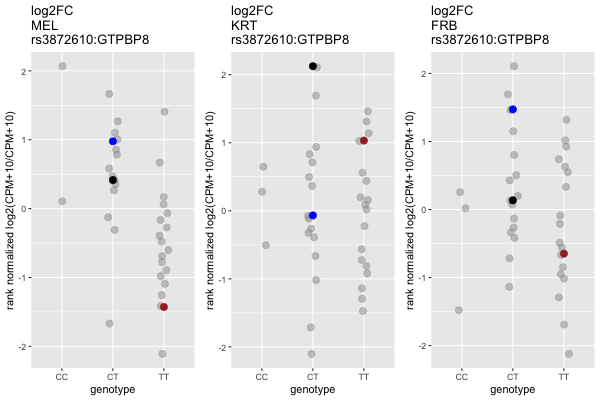 log2FC
MEL
rs3872610:GTPBP8
rank normalized log2(CPM+10/CPM+10)
2
1
0
-1
-2
CC
CT
TT
genotype
log2FC
KRT
rs3872610:GTPBP8
rank normalized log2(CPM+10/CPM+10)
2
1
0
-1
-2
CC
CT
TT
genotype
log2FC
FRB
rs3872610:GTPBP8
rank normalized log2(CPM+10/CPM+10)
2
1
0
-1
-2
CC
CT
TT
genotype